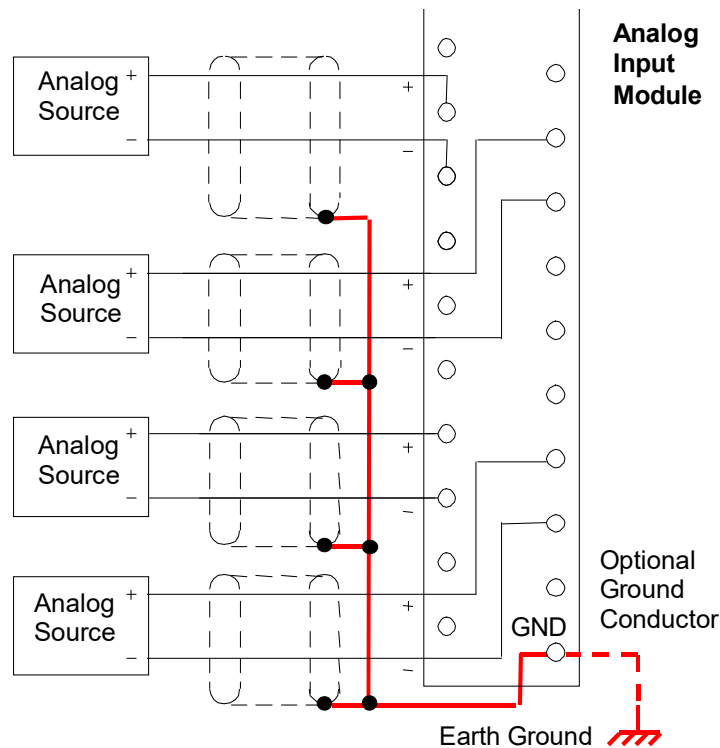 Analog
Input
Module
Analog
Source
+
−
+
−
Analog
Source
+
−
+
−
Analog
Source
+
−
+
−
Analog
Source
+
−
+
−
Optional
Ground
Conductor
GND
Earth Ground